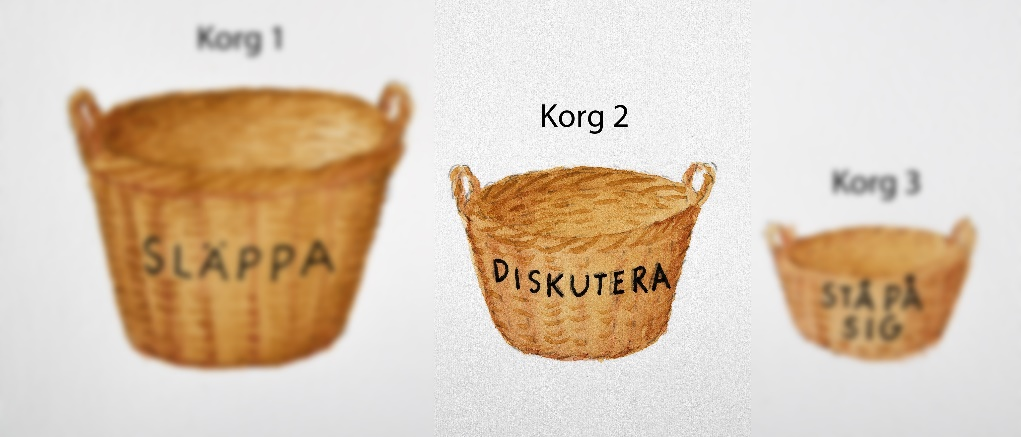 Korg 1
SLÄPPA
Korg 2
DISKUTERA
Korg 3
STÅ PÅ
SIG